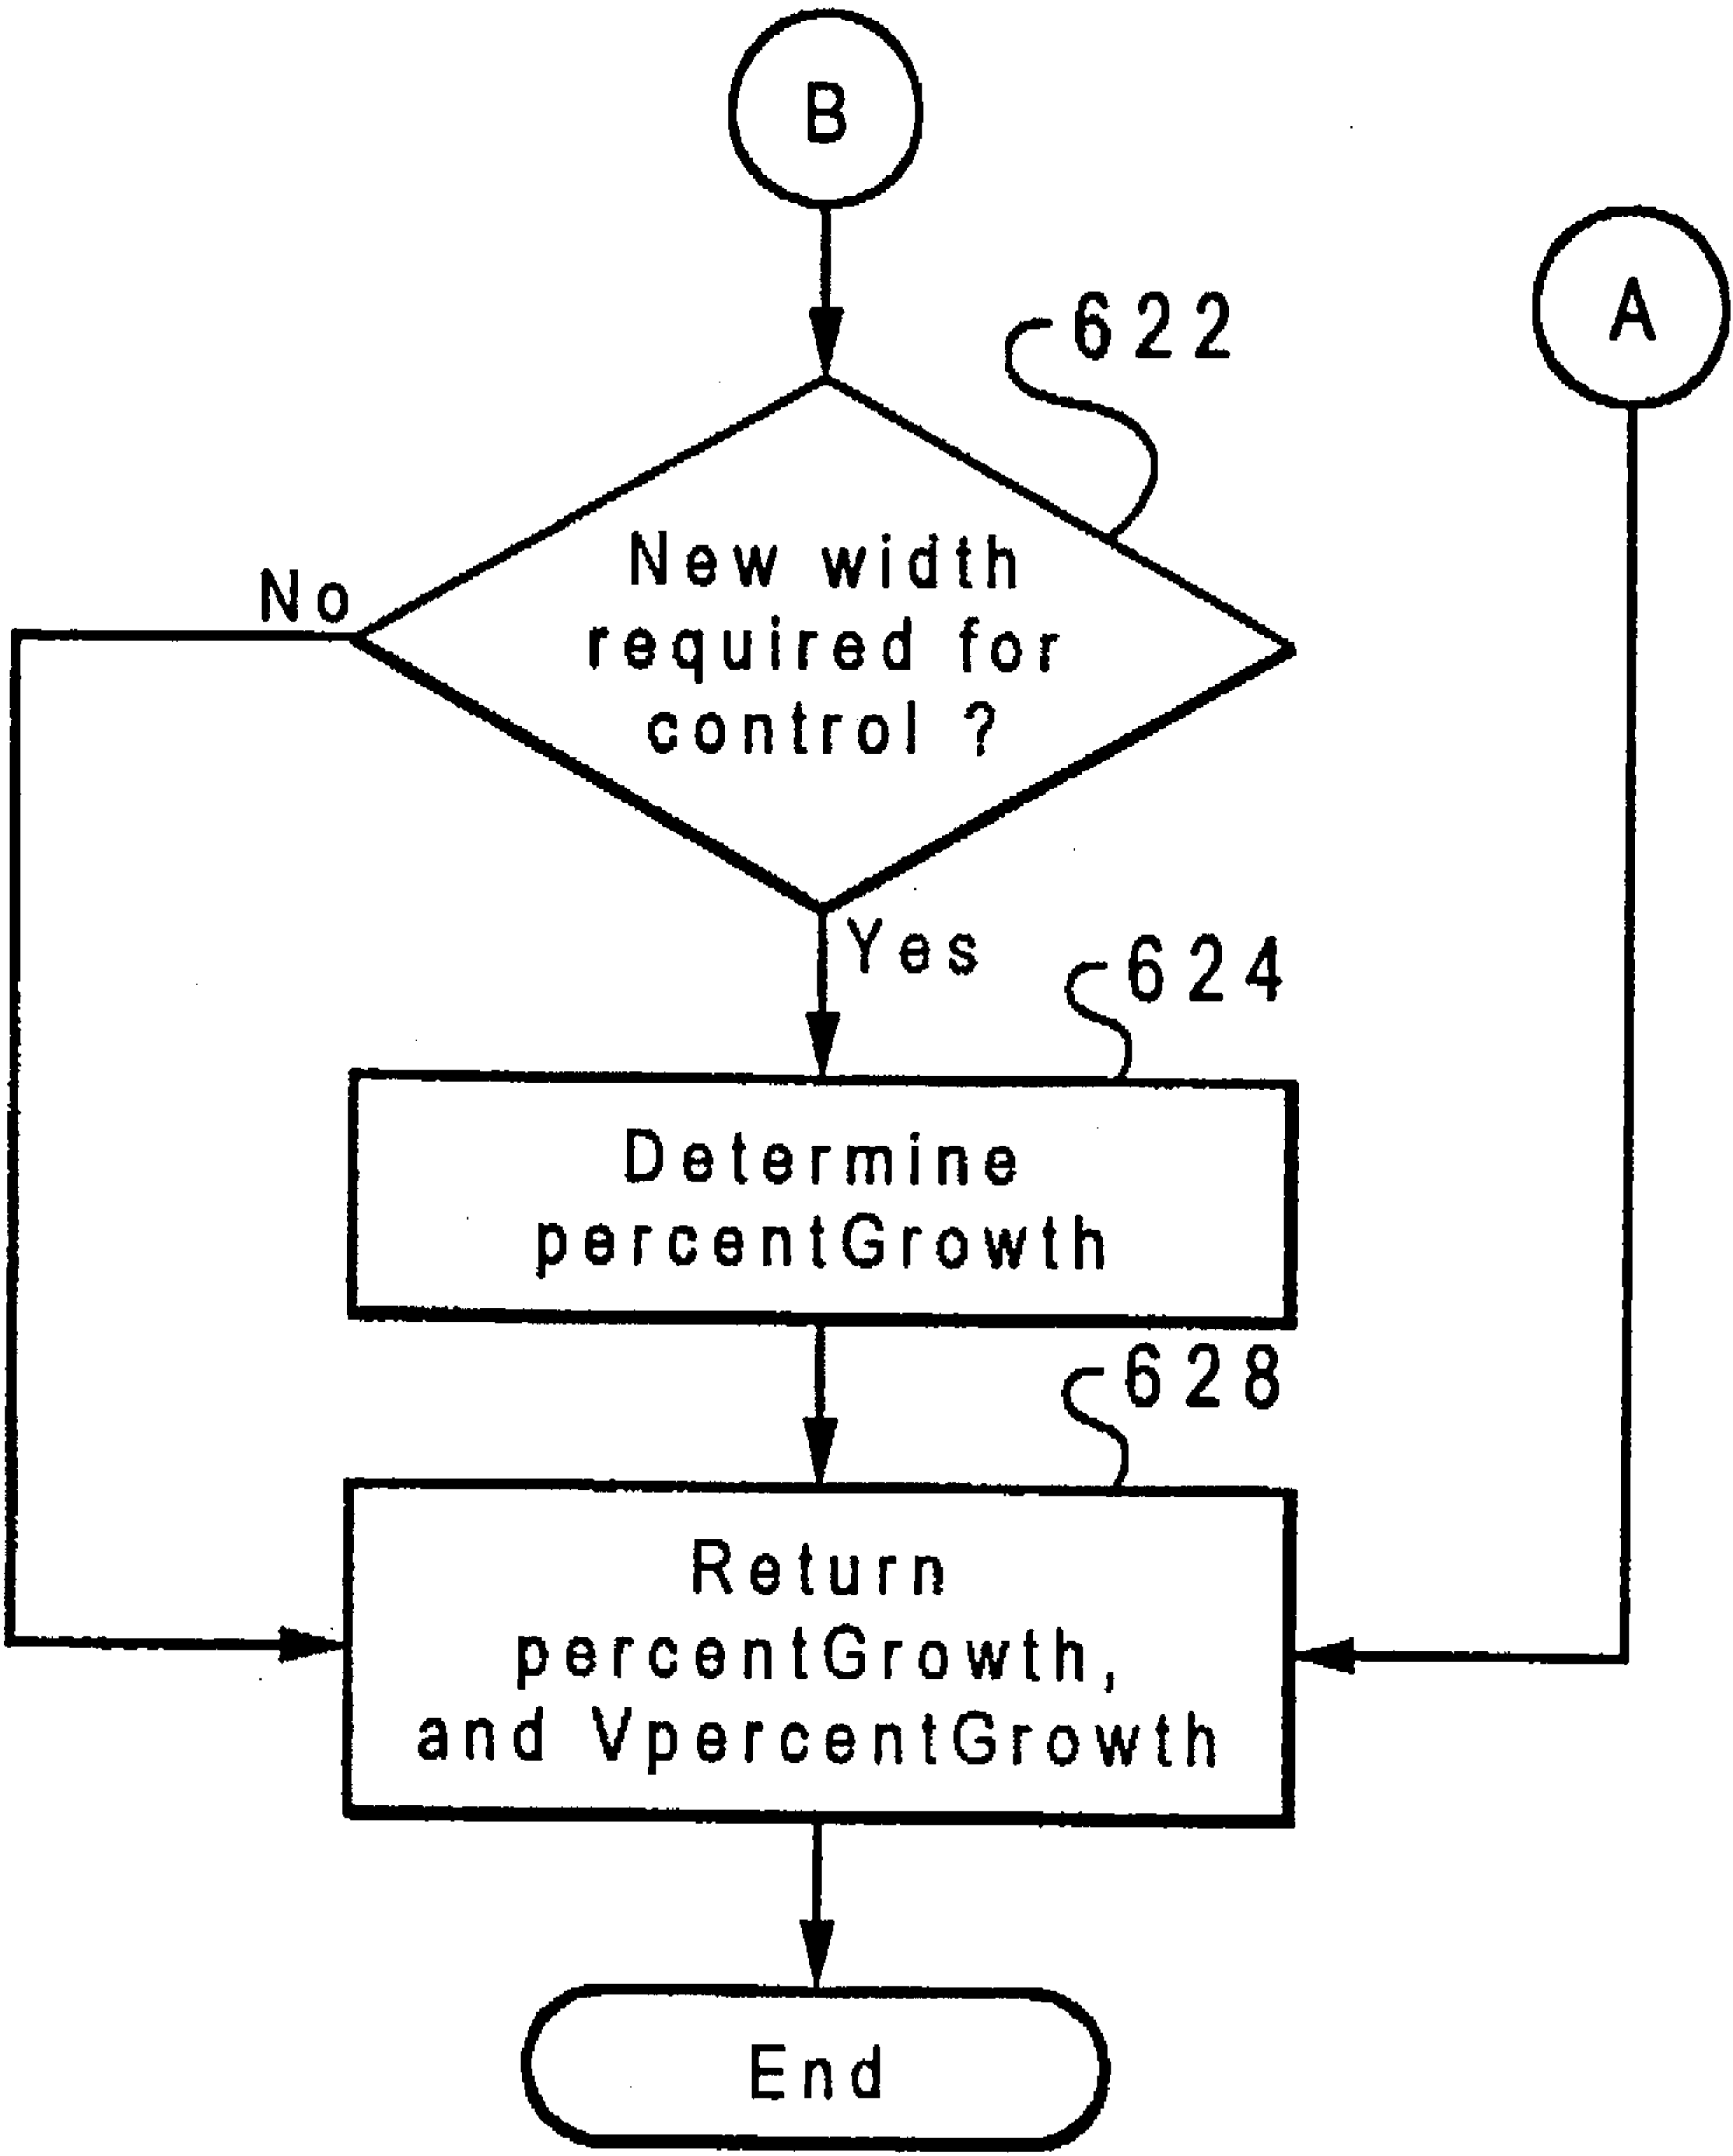 B
A
622
New width
required for
control ?
No
Yes
624
Determine
percentGrowth
628
Return
percentGrowth,
and VpercentGrowth
End